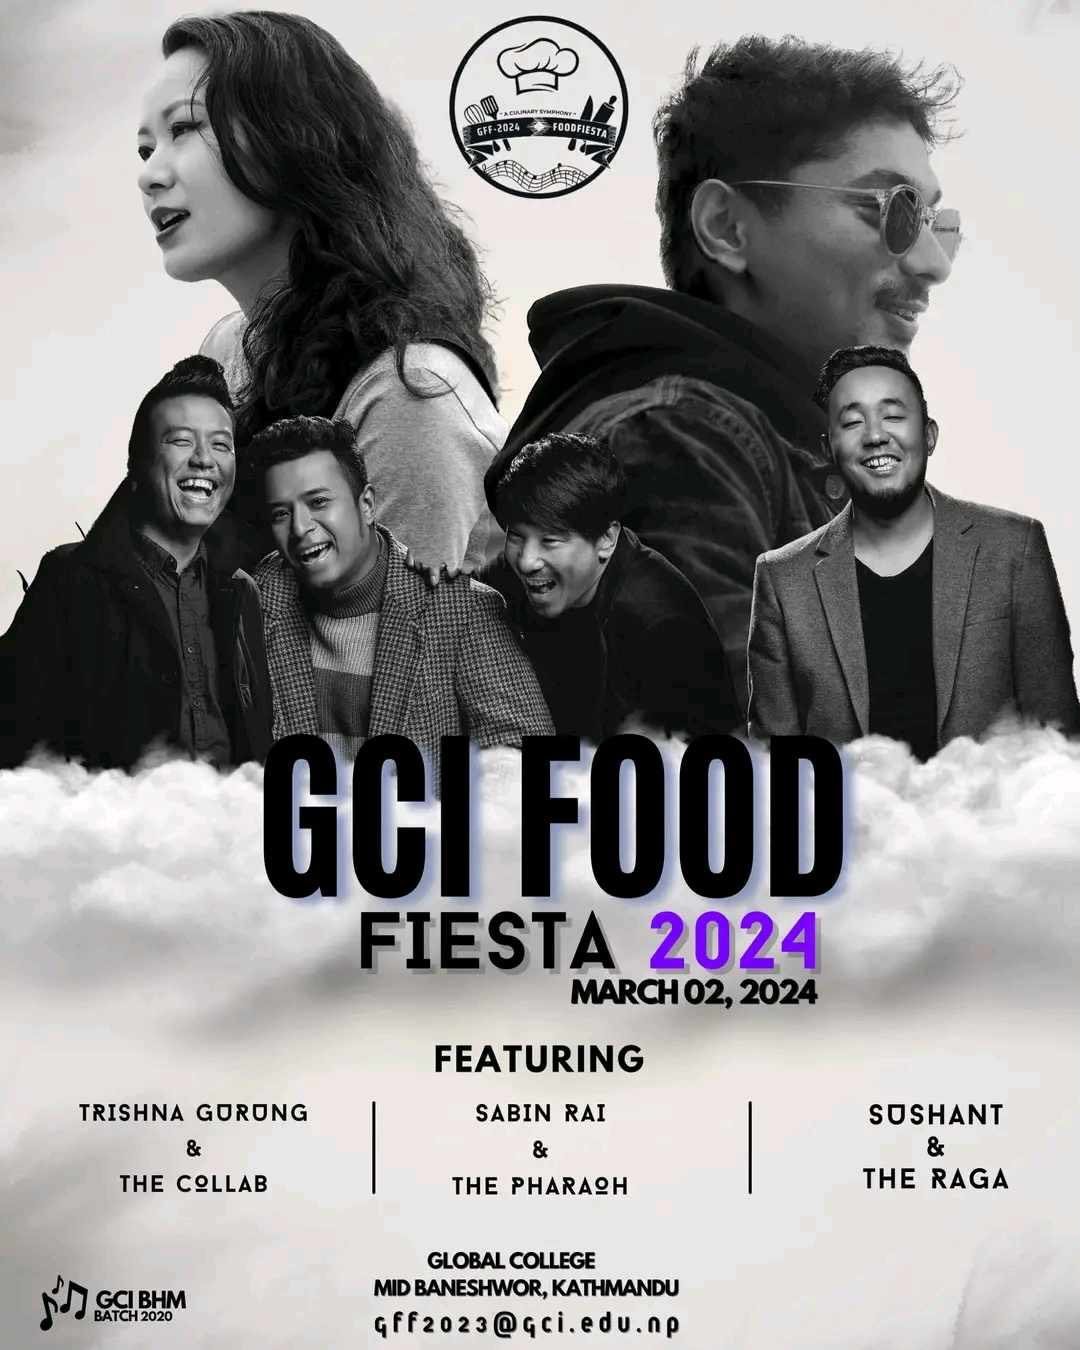 A CULINARY SYMPHONY
GFF-2024 FOODFIESTA
GCI FOOD
FIESTA 2024
MARCH 02, 2024
FEATURING
TRISHNA GURUNG
&
THE COLLAB
SABIN RAI
&
THE PHARAOH
SUSHANT
&
THE RAGA
GLOBAL COLLEGE
MID BANESHWOR, KATHMANDU
gff2023@gci.edu.np
GCI BHM
BATCH 2020